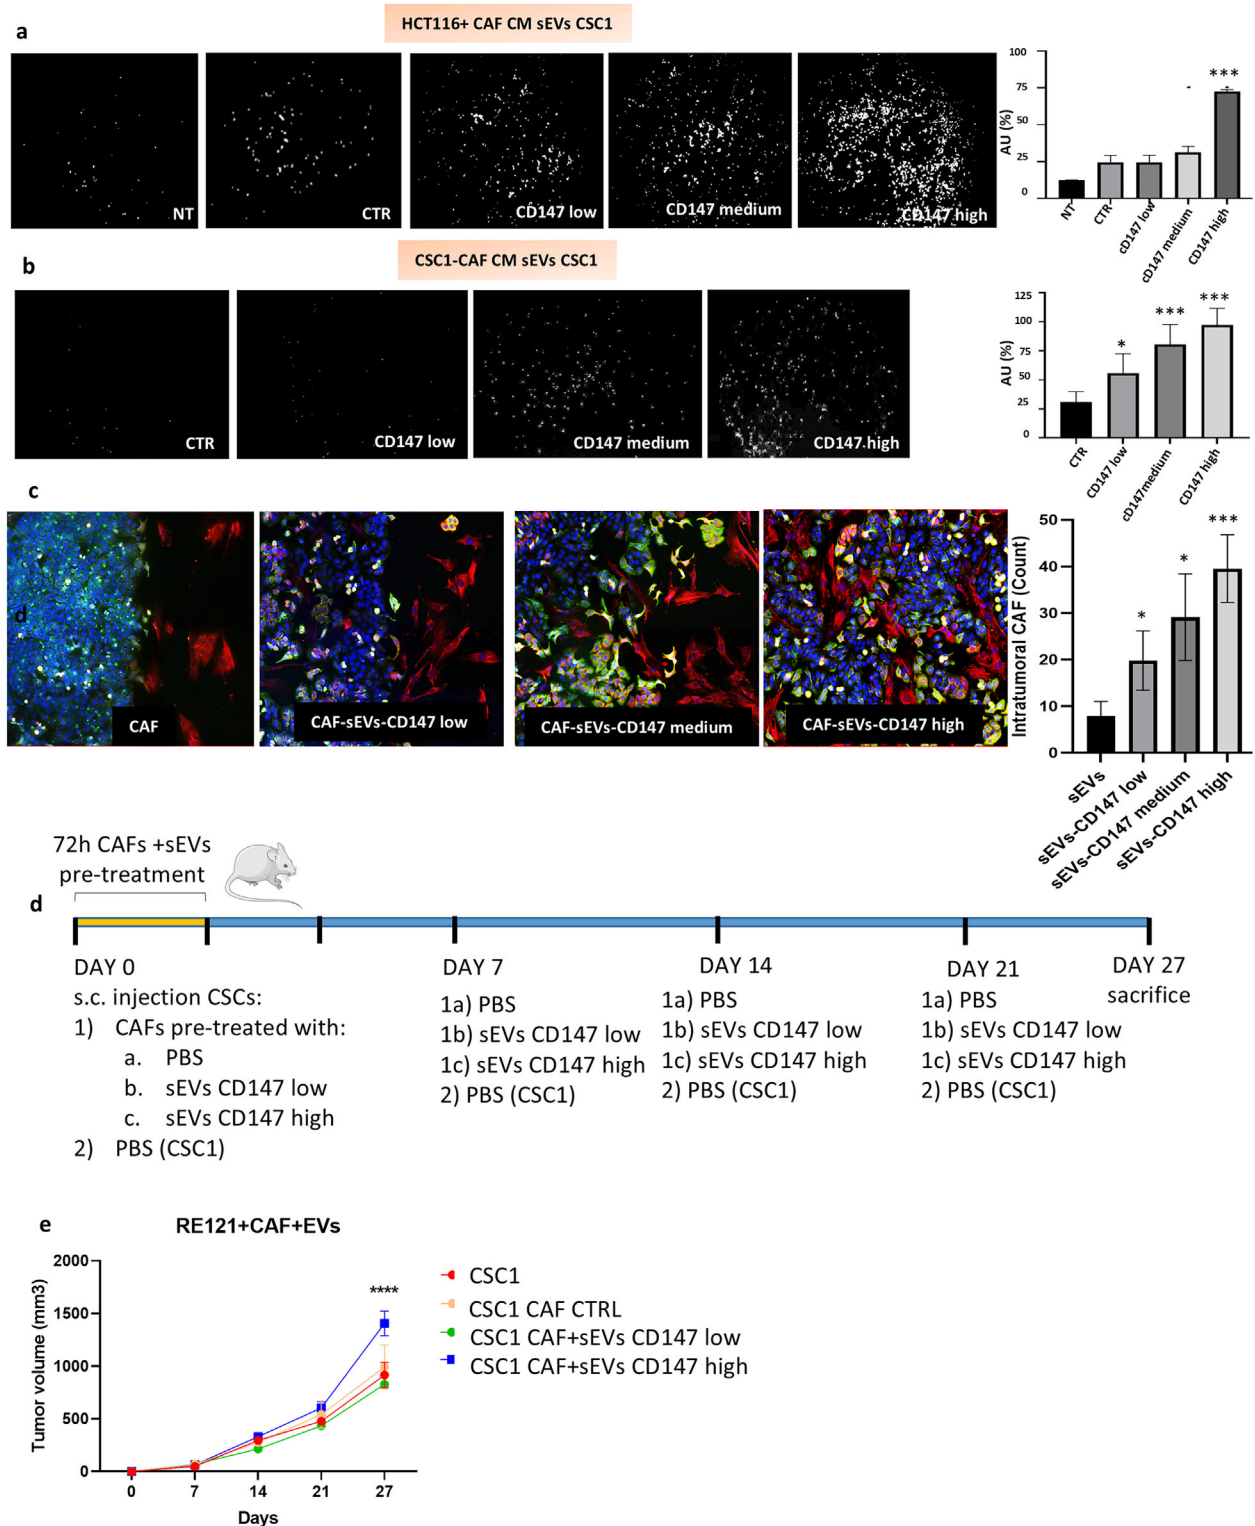 a
HCT116+ CAF CM sEVs CSC1
NT
CTR
CD147 low
CD147 medium
CD147 high
AU (%)
100
75
50
25
0
***
NT
CTR
cD147 low
cD147 medium
CD147 high
b
CSC1-CAF CM sEVs CSC1
CTR
CD147 low
CD147 medium
CD147 high
AU (%)
125
100
75
50
25
0
*
***
***
CTR
CD147 low
cD147medium
CD147 high
c
d
CAF
CAF-sEVs-CD147 low
CAF-sEVs-CD147 medium
CAF-sEVs-CD147 high
Intratumoral CAF (Count)
50
40
30
20
10
0
*
*
***
sEVs
sEVs-CD147 low
sEVs-CD147 medium
sEVs-CD147 high
72h CAFs +sEVs
pre-treatment
d
DAY 0
s.c. injection CSCs:
1) CAFs pre-treated with:
a. PBS
b. sEVs CD147 low
c. sEVs CD147 high
2) PBS (CSC1)
DAY 7
1a) PBS
1b) sEVs CD147 low
1c) sEVs CD147 high
2) PBS (CSC1)
DAY 14
1a) PBS
1b) sEVs CD147 low
1c) sEVs CD147 high
2) PBS (CSC1)
DAY 21
1a) PBS
1b) sEVs CD147 low
1c) sEVs CD147 high
2) PBS (CSC1)
DAY 27
sacrifice
e
RE121+CAF+EVs
Tumor volume (mm3)
2000
1500
1000
500
0
****
0 7 14 21 27
Days
CSC1
CSC1 CAF CTRL
CSC1 CAF+sEVs CD147 low
CSC1 CAF+sEVs CD147 high